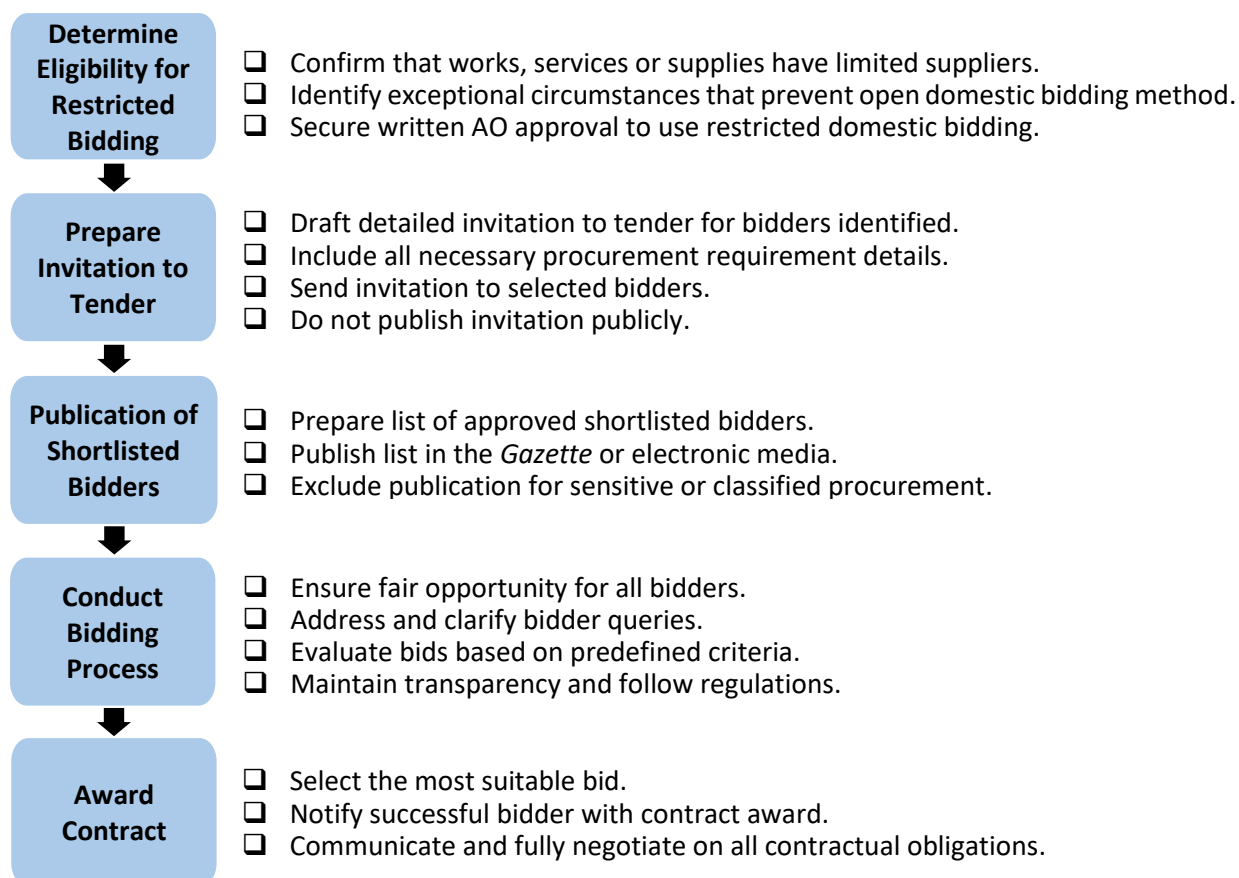 Determine
Eligibility for
Restricted
Bidding
❑ Confirm that works, services or supplies have limited suppliers.
❑ Identify exceptional circumstances that prevent open domestic bidding method.
❑ Secure written AO approval to use restricted domestic bidding.
Prepare
Invitation to
Tender
❑ Draft detailed invitation to tender for bidders identified.
❑ Include all necessary procurement requirement details.
❑ Send invitation to selected bidders.
❑ Do not publish invitation publicly.
Publication of
Shortlisted
Bidders
❑ Prepare list of approved shortlisted bidders.
❑ Publish list in the Gazette or electronic media.
❑ Exclude publication for sensitive or classified procurement.
Conduct
Bidding
Process
❑ Ensure fair opportunity for all bidders.
❑ Address and clarify bidder queries.
❑ Evaluate bids based on predefined criteria.
❑ Maintain transparency and follow regulations.
Award
Contract
❑ Select the most suitable bid.
❑ Notify successful bidder with contract award.
❑ Communicate and fully negotiate on all contractual obligations.